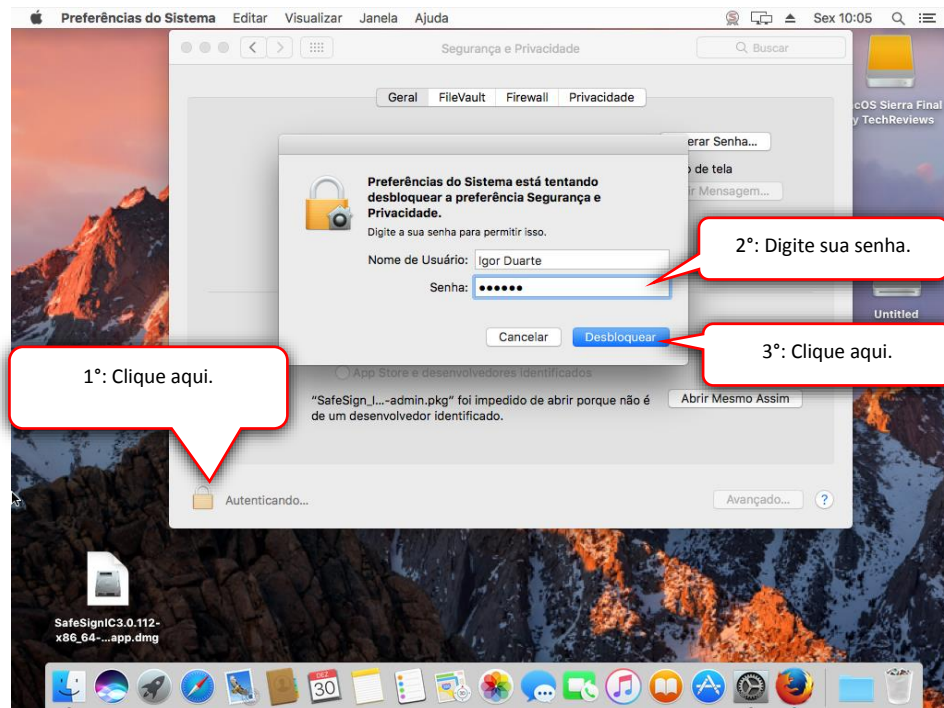 Preferências do Sistema Editar Visualizar Janela Ajuda
Sex 10:05
Segurança e Privacidade
Buscar
Geral FileVault Firewall Privacidade
erar Senha...
de tela
ir Mensagem...
Preferências do Sistema está tentando
desbloquear a preferência Segurança e
Privacidade.
Digite a sua senha para permitir isso.
Nome de Usuário: Igor Duarte
Senha: ●●●●●●
Cancelar Desbloquear
2°: Digite sua senha.
3°: Clique aqui.
1°: Clique aqui.
App Store e desenvolvedores identificados
“SafeSign_I...-admin.pkg” foi impedido de abrir porque não é
de um desenvolvedor identificado.
Abrir Mesmo Assim
Autenticando...
Avançado... ?
cOS Sierra Final
y TechReviews
Untitled
SafeSignIC3.0.112-
x86_64-...app.dmg
DEZ
30